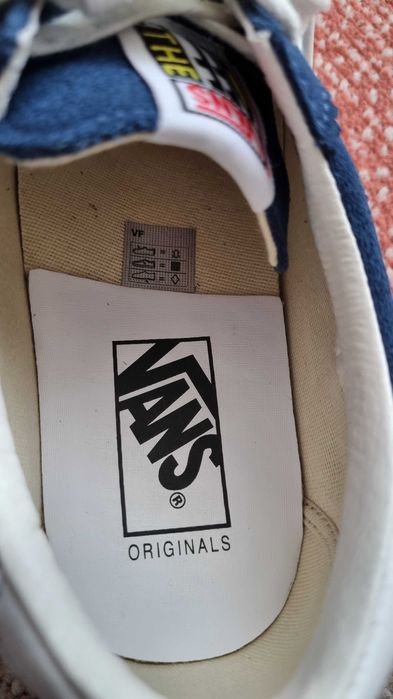 THE
VF
VANS
®
ORIGINALS